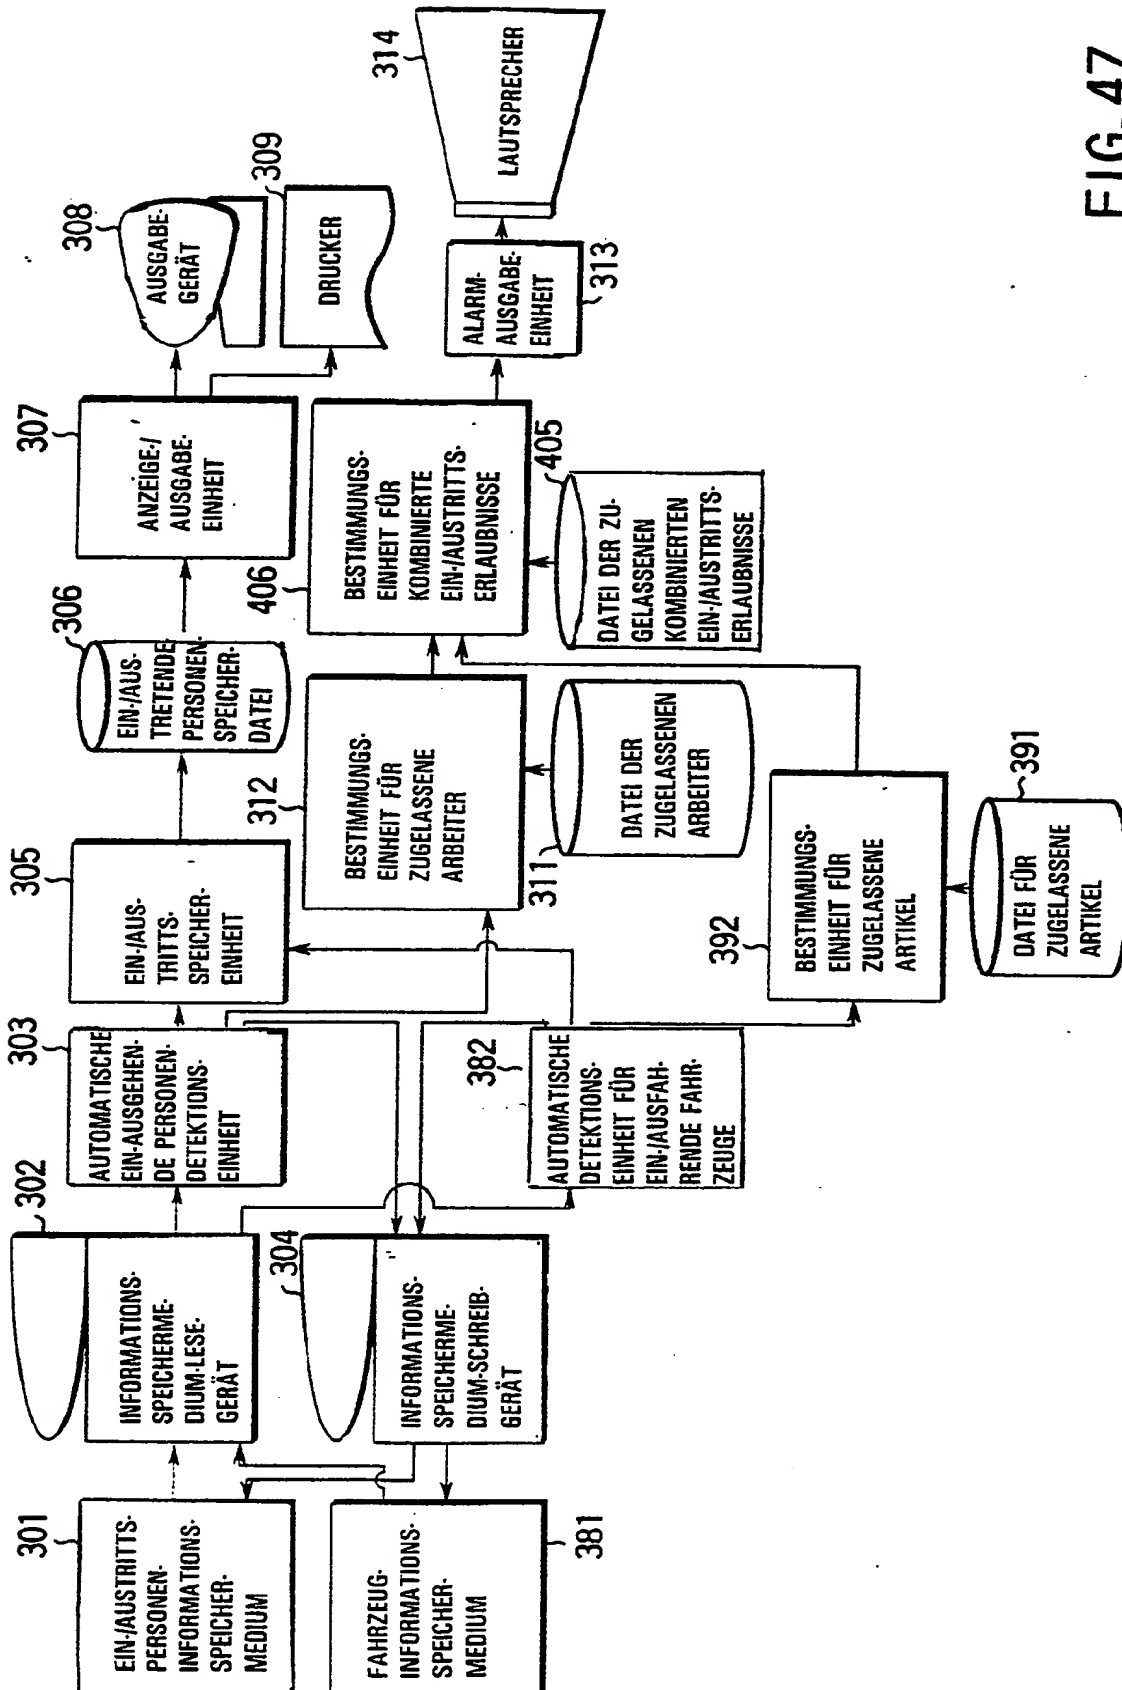 301
EIN-/AUSTRITTS-
PERSONEN-
INFORMATIONS-
SPEICHER-
MEDIUM
FAHRZEUG-
INFORMATIONS-
SPEICHER-
MEDIUM
381
302
INFORMATIONS-
SPEICHERME-
DIUM-LESE-
GERÄT
304
INFORMATIONS-
SPEICHERME-
DIUM-SCHREIB-
GERÄT
303
AUTOMATISCHE
EIN-AUSGEHEN-
DE PERSONEN-
DETEKTIONS-
EINHEIT
382
AUTOMATISCHE
DETEKTIONS-
EINHEIT FÜR
EIN-/AUSFAH-
RENDE FAHR-
ZEUGE
305
EIN-/AUS-
TRITTS-
SPEICHER-
EINHEIT
312
BESTIMMUNGS-
EINHEIT FÜR
ZUGELASSENE
ARBEITER
311
DATEI DER
ZUGELASSENEN
ARBEITER
392
BESTIMMUNGS-
EINHEIT FÜR
ZUGELASSENE
ARTIKEL
391
DATEI FÜR
ZUGELASSENE
ARTIKEL
306
EIN-/AUS-
TRETENDE
PERSONEN
SPEICHER-
DATEI
307
ANZEIGE-/
AUSGABE-
EINHEIT
406
BESTIMMUNGS-
EINHEIT FÜR
KOMBINIERTE
EIN-/AUSTRITTS-
ERLAUBNISSE
405
DATEI DER ZU-
GELASSENEN
KOMBINIERTEN
EIN-/AUSTRITTS-
ERLAUBNISSE
308
AUSGABE-
GERÄT
309
DRUCKER
ALARM-
AUSGABE-
EINHEIT
313
314
LAUTSPRECHER
FIG. 47